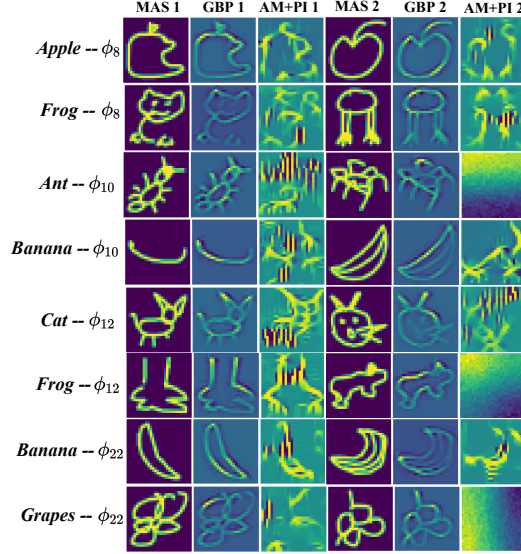 MAS 1 GBP 1 AM+PI 1 MAS 2 GBP 2 AM+PI 2
Apple -- ϕ₈
Frog -- ϕ₈
Ant -- ϕ₁₀
Banana -- ϕ₁₀
Cat -- ϕ₁₂
Frog -- ϕ₁₂
Banana -- ϕ₂₂
Grapes -- ϕ₂₂